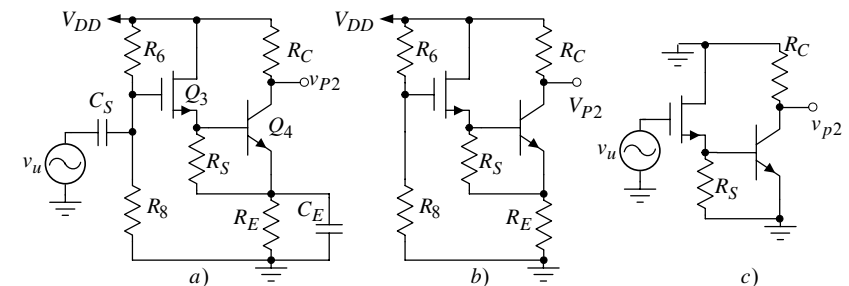 V_DD
R_6
R_C
v_P2
C_S
Q_3
Q_4
v_u
R_S
R_8
R_E
C_E
a)
V_DD
R_6
R_C
V_P2
R_S
R_8
R_E
b)
R_C
v_p2
v_u
R_S
c)